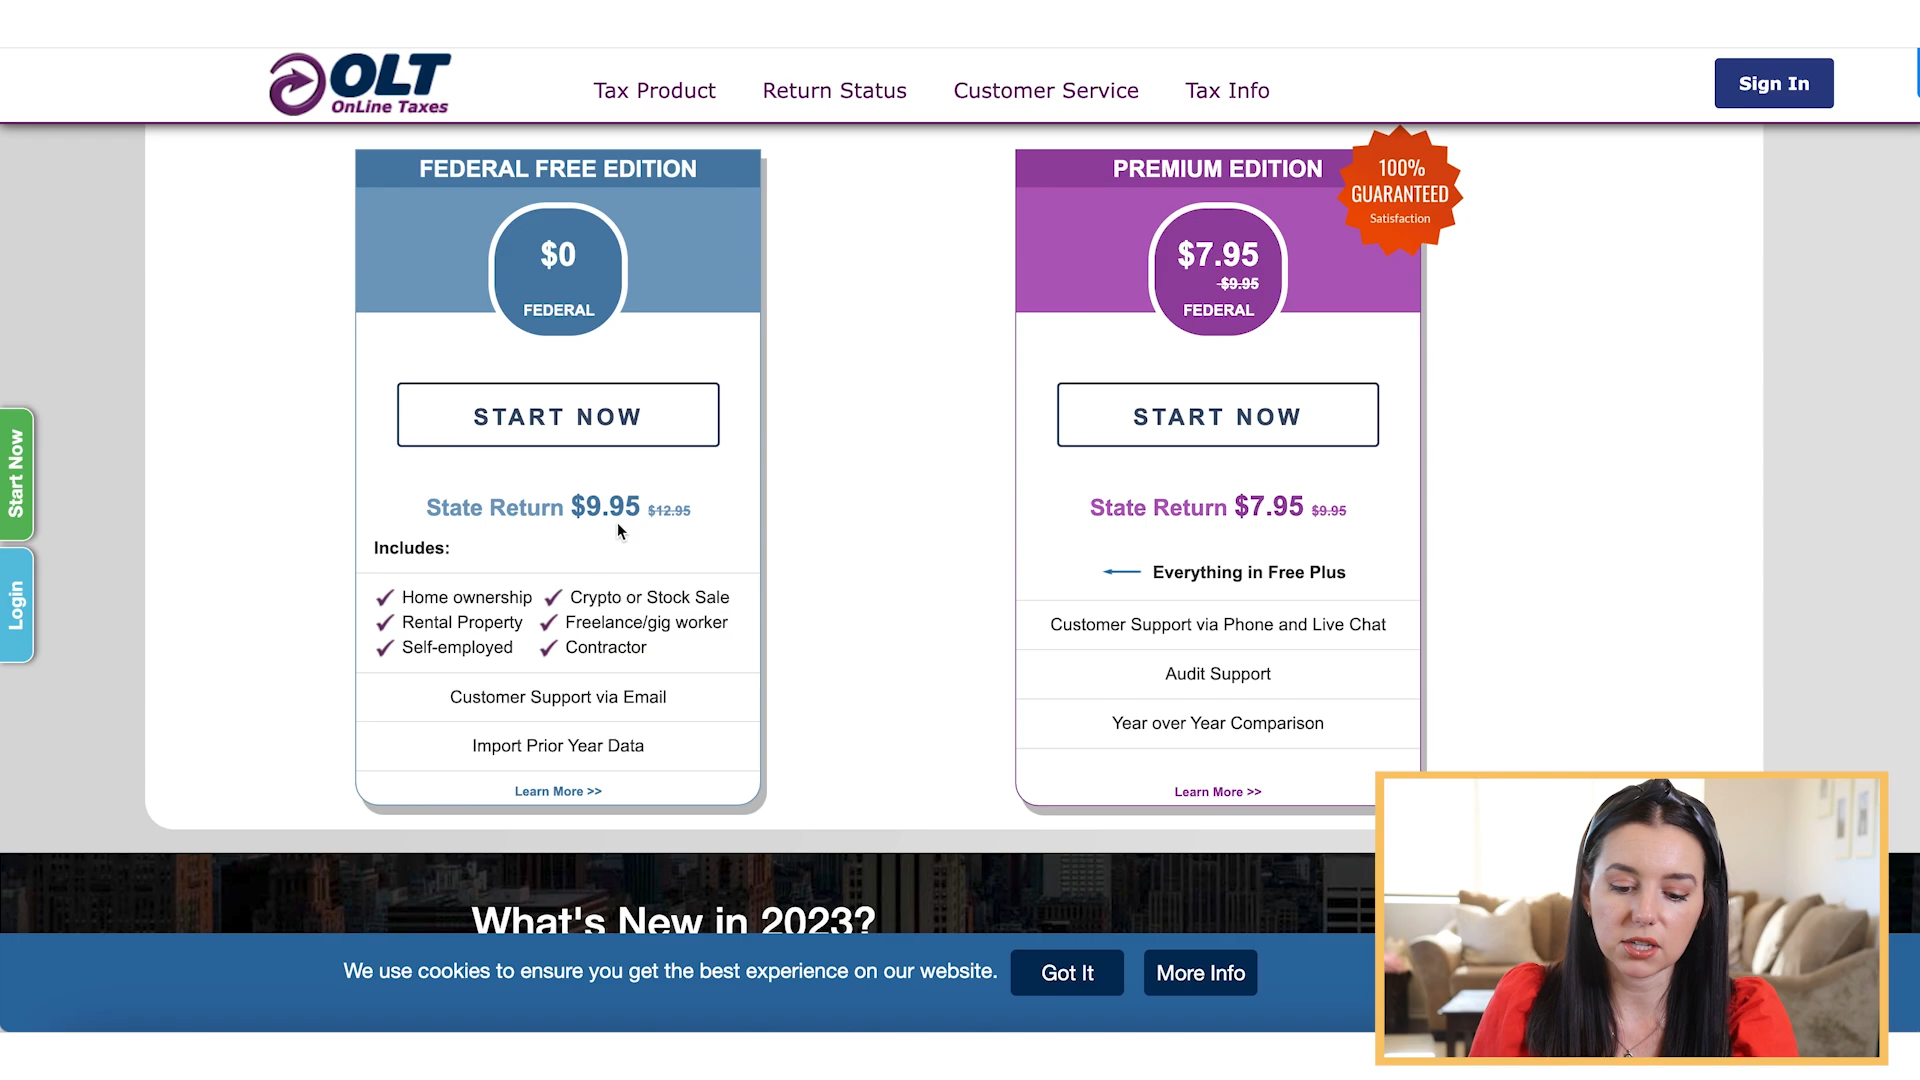 OLT
OnLine Taxes
Tax Product
Return Status
Customer Service
Tax Info
Sign In
FEDERAL FREE EDITION
$0
FEDERAL
START NOW
State Return $9.95 $12.95
Includes:
Home ownership
Crypto or Stock Sale
Rental Property
Freelance/gig worker
Self-employed
Contractor
Customer Support via Email
Import Prior Year Data
Learn More >>
PREMIUM EDITION
100%
GUARANTEED
Satisfaction
$7.95
$9.95
FEDERAL
START NOW
State Return $7.95 $9.95
Everything in Free Plus
Customer Support via Phone and Live Chat
Audit Support
Year over Year Comparison
Learn More >>
Start Now
Login
What's New in 2023?
We use cookies to ensure you get the best experience on our website.
Got It
More Info